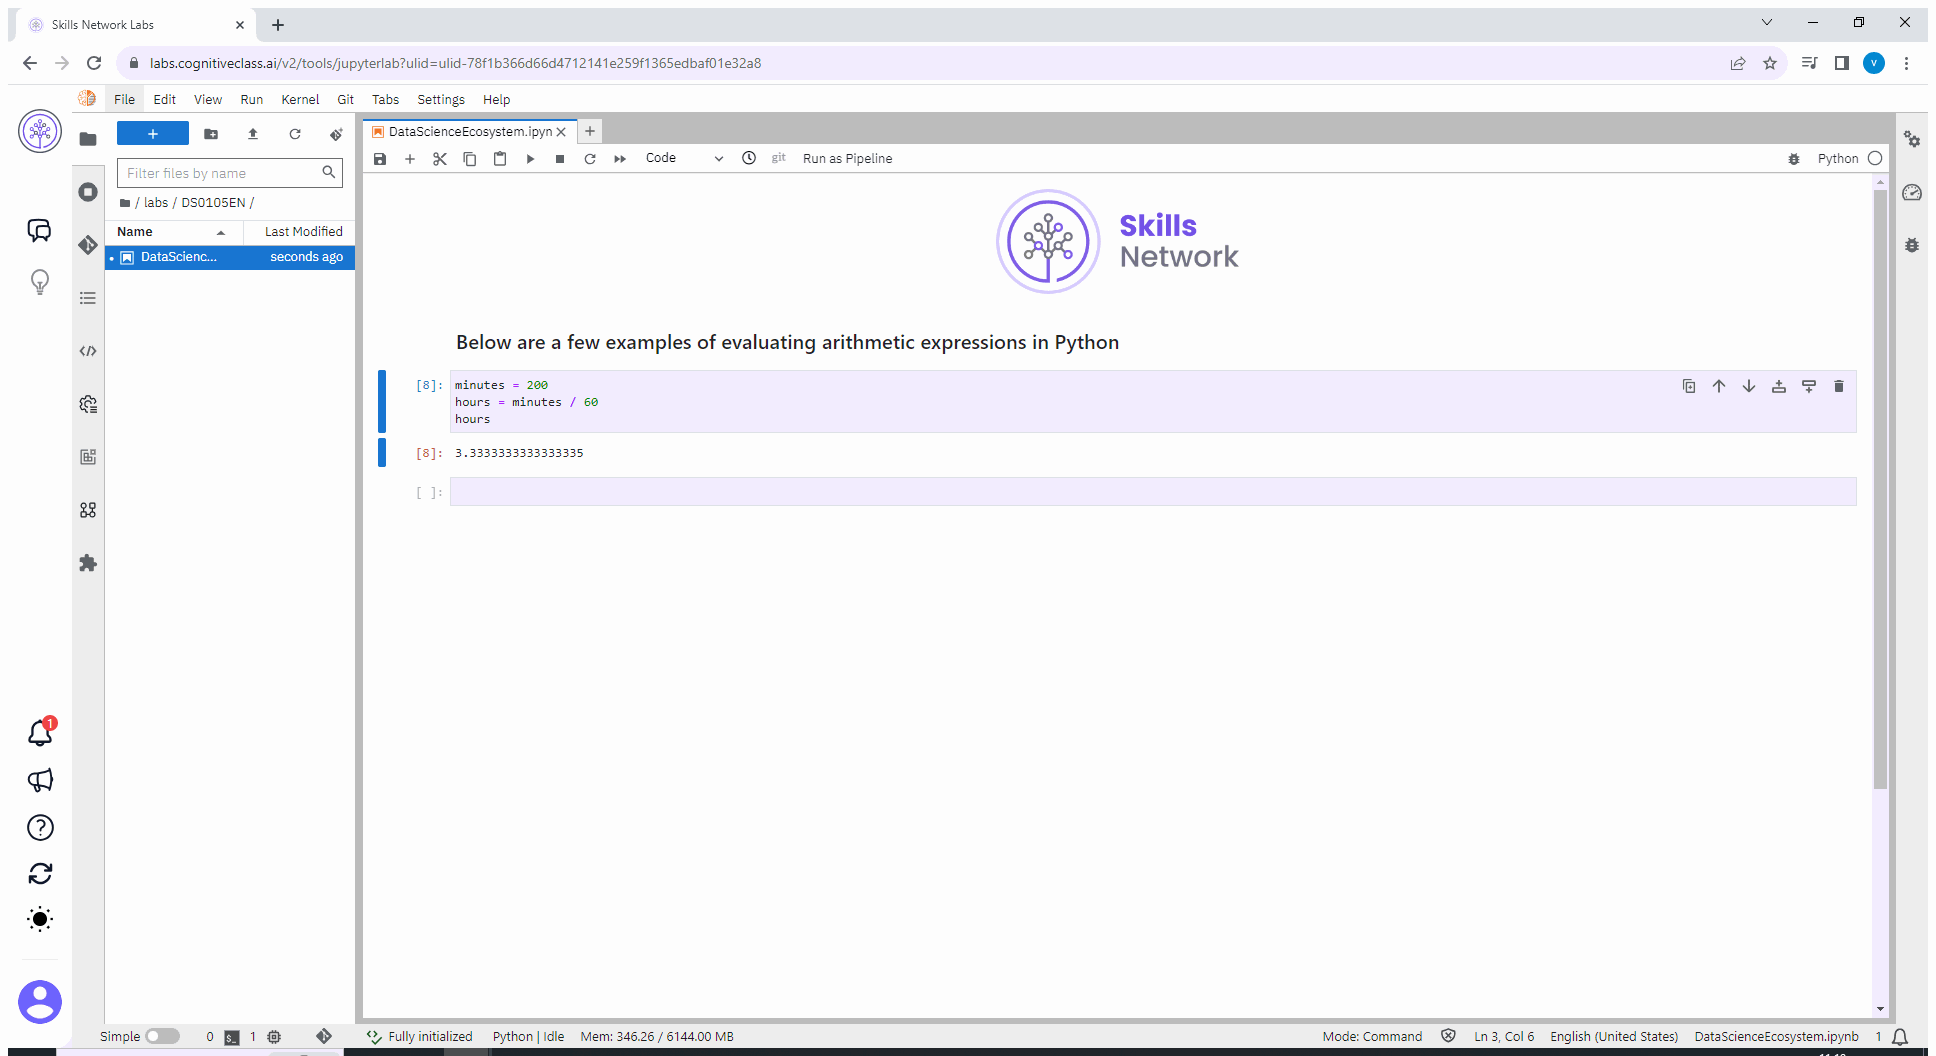 Skills Network Labs
labs.cognitiveclass.ai/v2/tools/jupyterlab?ulid=ulid-78f1b366d66d4712141e259f1365edbaf01e32a8
File Edit View Run Kernel Git Tabs Settings Help
DataScienceEcosystem.ipyn
Code git Run as Pipeline Python
Filter files by name
/ labs / DS0105EN /
Name Last Modified
DataScienc... seconds ago
Skills
Network
Below are a few examples of evaluating arithmetic expressions in Python
[8]: minutes = 200
hours = minutes / 60
hours
[8]: 3.3333333333333335
[ ]:
1
Simple 0 $_ 1 Fully initialized Python | Idle Mem: 346.26 / 6144.00 MB Mode: Command Ln 3, Col 6 English (United States) DataScienceEcosystem.ipynb 1